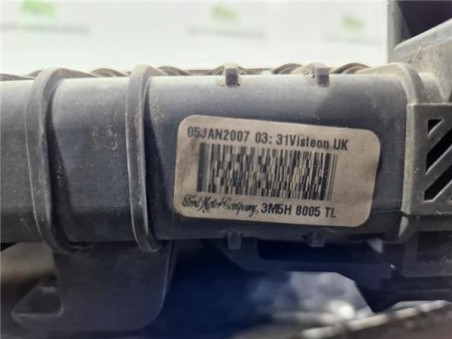 05JAN2007 03:31Visteon UK
Ford Motor Company, 3M5H 8005 TL